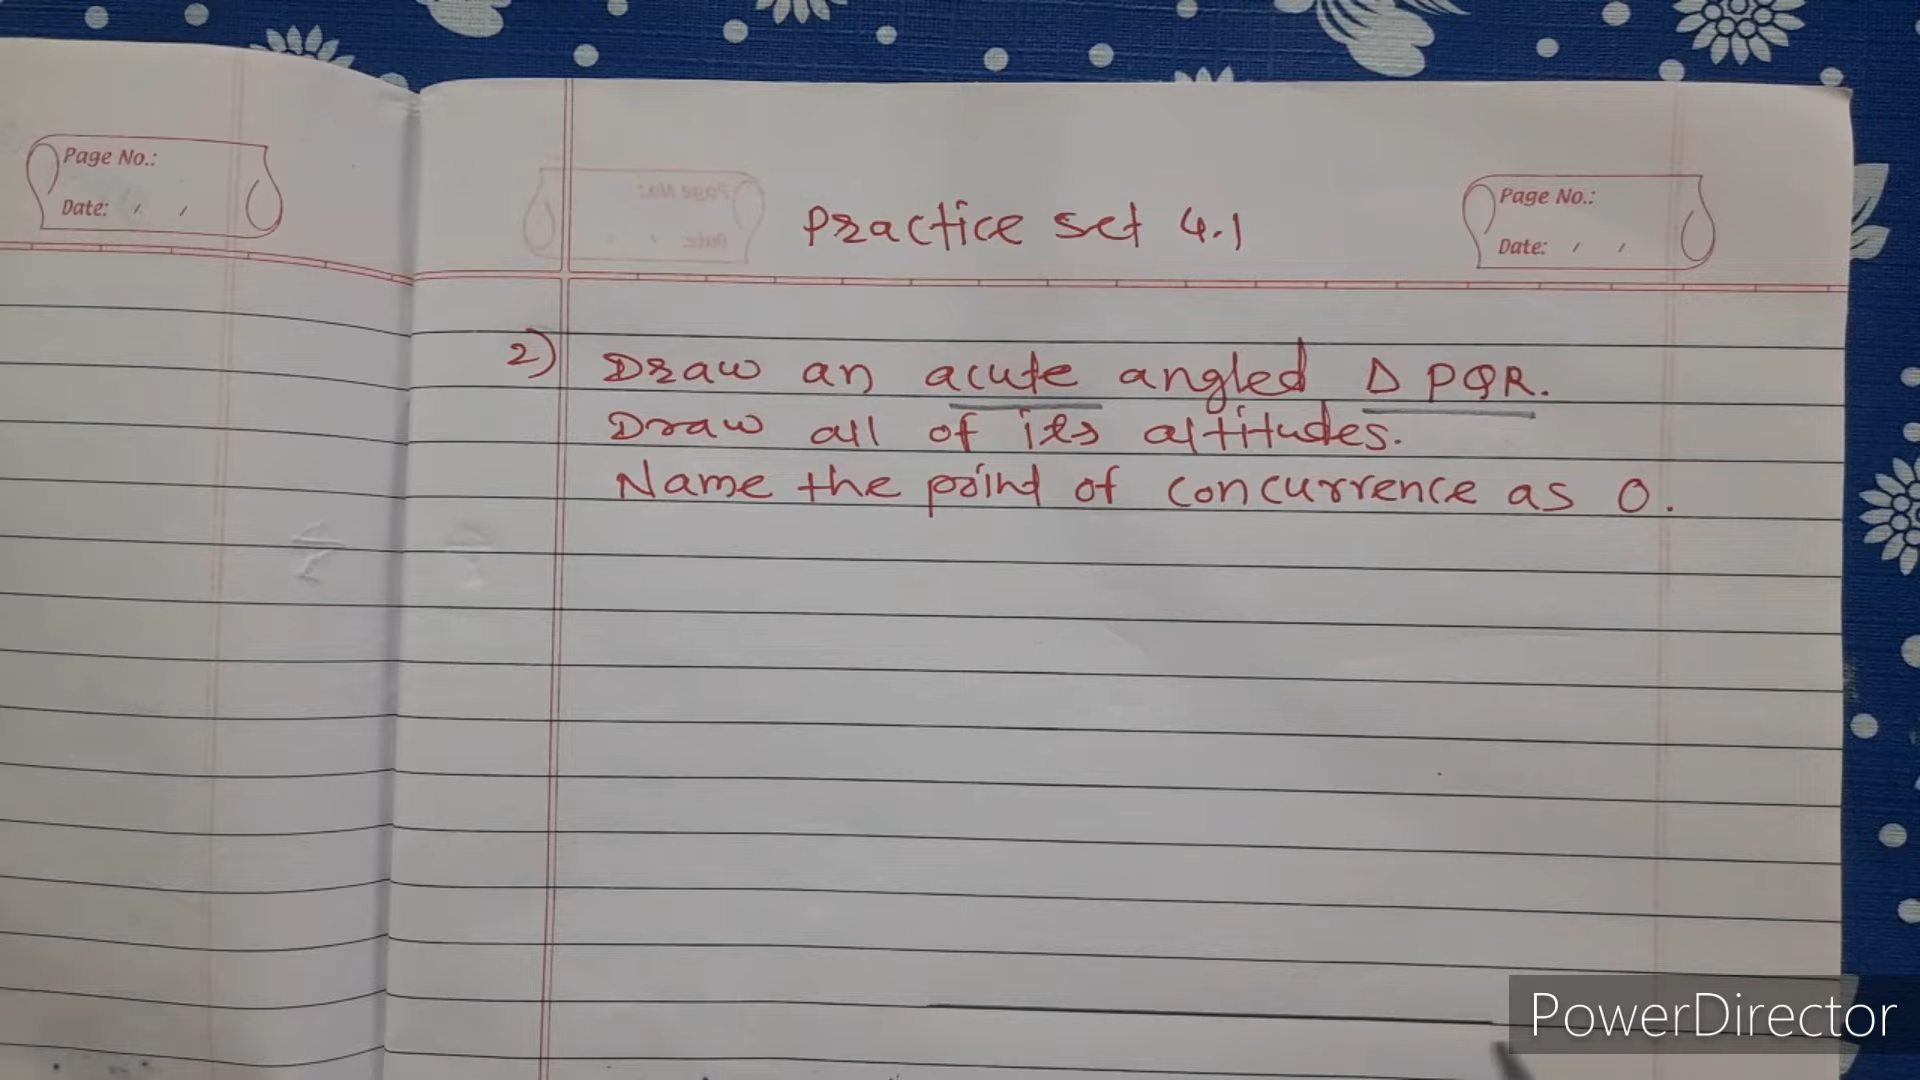 Page No.:
Date: / /
Page No.:
Date: / /
Practice set 4.1
2) Draw an acute angled Δ PQR.
Draw all of its altitudes.
Name the point of concurrence as O.
PowerDirector